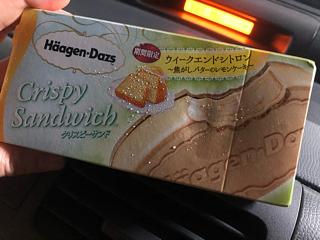 Häagen-Dazs
期間限定
ウィークエンドシトロン
〜焦がしバターのレモンケーキ〜
Crispy
Sandwich
クリスピーサンド
Häagen-Dazs